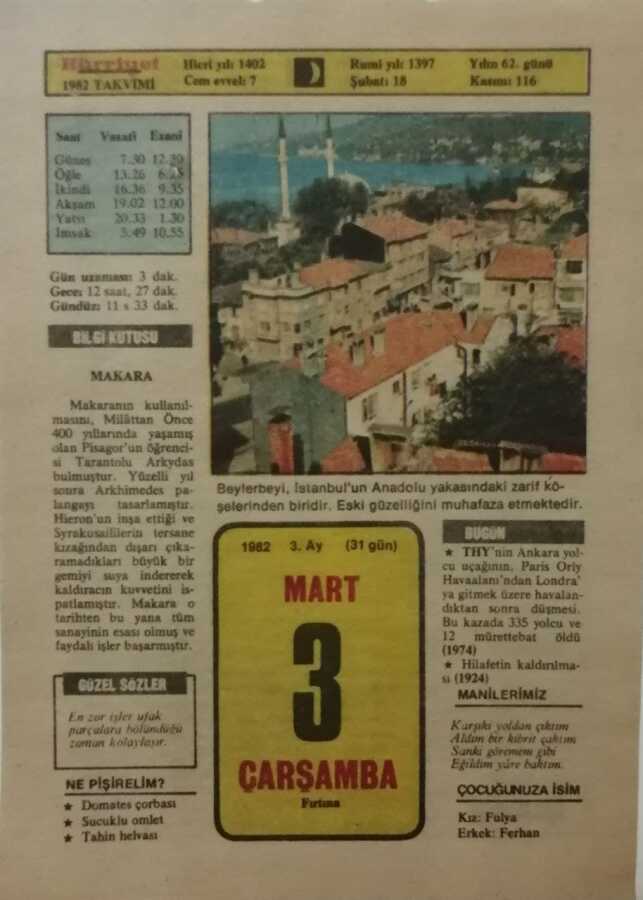 Hürriyet
1982 TAKVİMİ
Hicri yıl: 1402
Cem evvel: 7
Rumi yılı: 1397
Şubat: 18
Yılın 62. günü
Kasım: 116
Saat Vasatî Ezanî
Güneş 7.30 12.30
Öğle 13.26 6.25
İkindi 16.36 9.35
Akşam 19.02 12.00
Yatsı 20.33 1.30
İmsak 5.49 10.55
Gün uzaması: 3 dak.
Gece: 12 saat, 27 dak.
Gündüz: 11 s 33 dak.
BİLGİ KUTUSU
MAKARA
Makaranın kullanıl-
masını, Milâttan Önce
400 yıllarında yaşamış
olan Pisagor'un öğrenci-
si Tarantolu Arkydas
bulmuştur. Yüzelli yıl
sonra Arkhimedes pa-
langayı tasarlamıştır.
Hieron'un inşa ettiği ve
Syrakusaililerin tersane
kızağından dışarı çıka-
ramadıkları büyük bir
gemiyi suya indererek
kaldıracın kuvvetini is-
patlamıştır. Makara o
tarihten bu yana tüm
sanayinin esası olmuş ve
faydalı işler başarmıştır.
GÜZEL SÖZLER
En zor işler ufak
parçalara bölündüğü
zaman kolaylaşır.
NE PİŞİRELİM?
★ Domates çorbası
★ Sucuklu omlet
★ Tahin helvası
Beylerbeyi, İstanbul'un Anadolu yakasındaki zarif kö-
şelerinden biridir. Eski güzelliğini muhafaza etmektedir.
1982 3. Ay (31 gün)
MART
3
ÇARŞAMBA
Fırtına
BUGÜN
★ THY'nin Ankara yol-
cu uçağının, Paris Orly
Havaalanı'ndan Londra'
ya gitmek üzere havalan-
dıktan sonra düşmesi.
Bu kazada 335 yolcu ve
12 mürettebat öldü
(1974)
★ Hilafetin kaldırılma-
sı (1924)
MANİLERİMİZ
Karşıki yoldan çıktım
Aldım bir kibrit çaktım
Sanki göremem gibi
Eğildim yâre baktım.
ÇOCUĞUNUZA İSİM
Kız: Fulya
Erkek: Ferhan